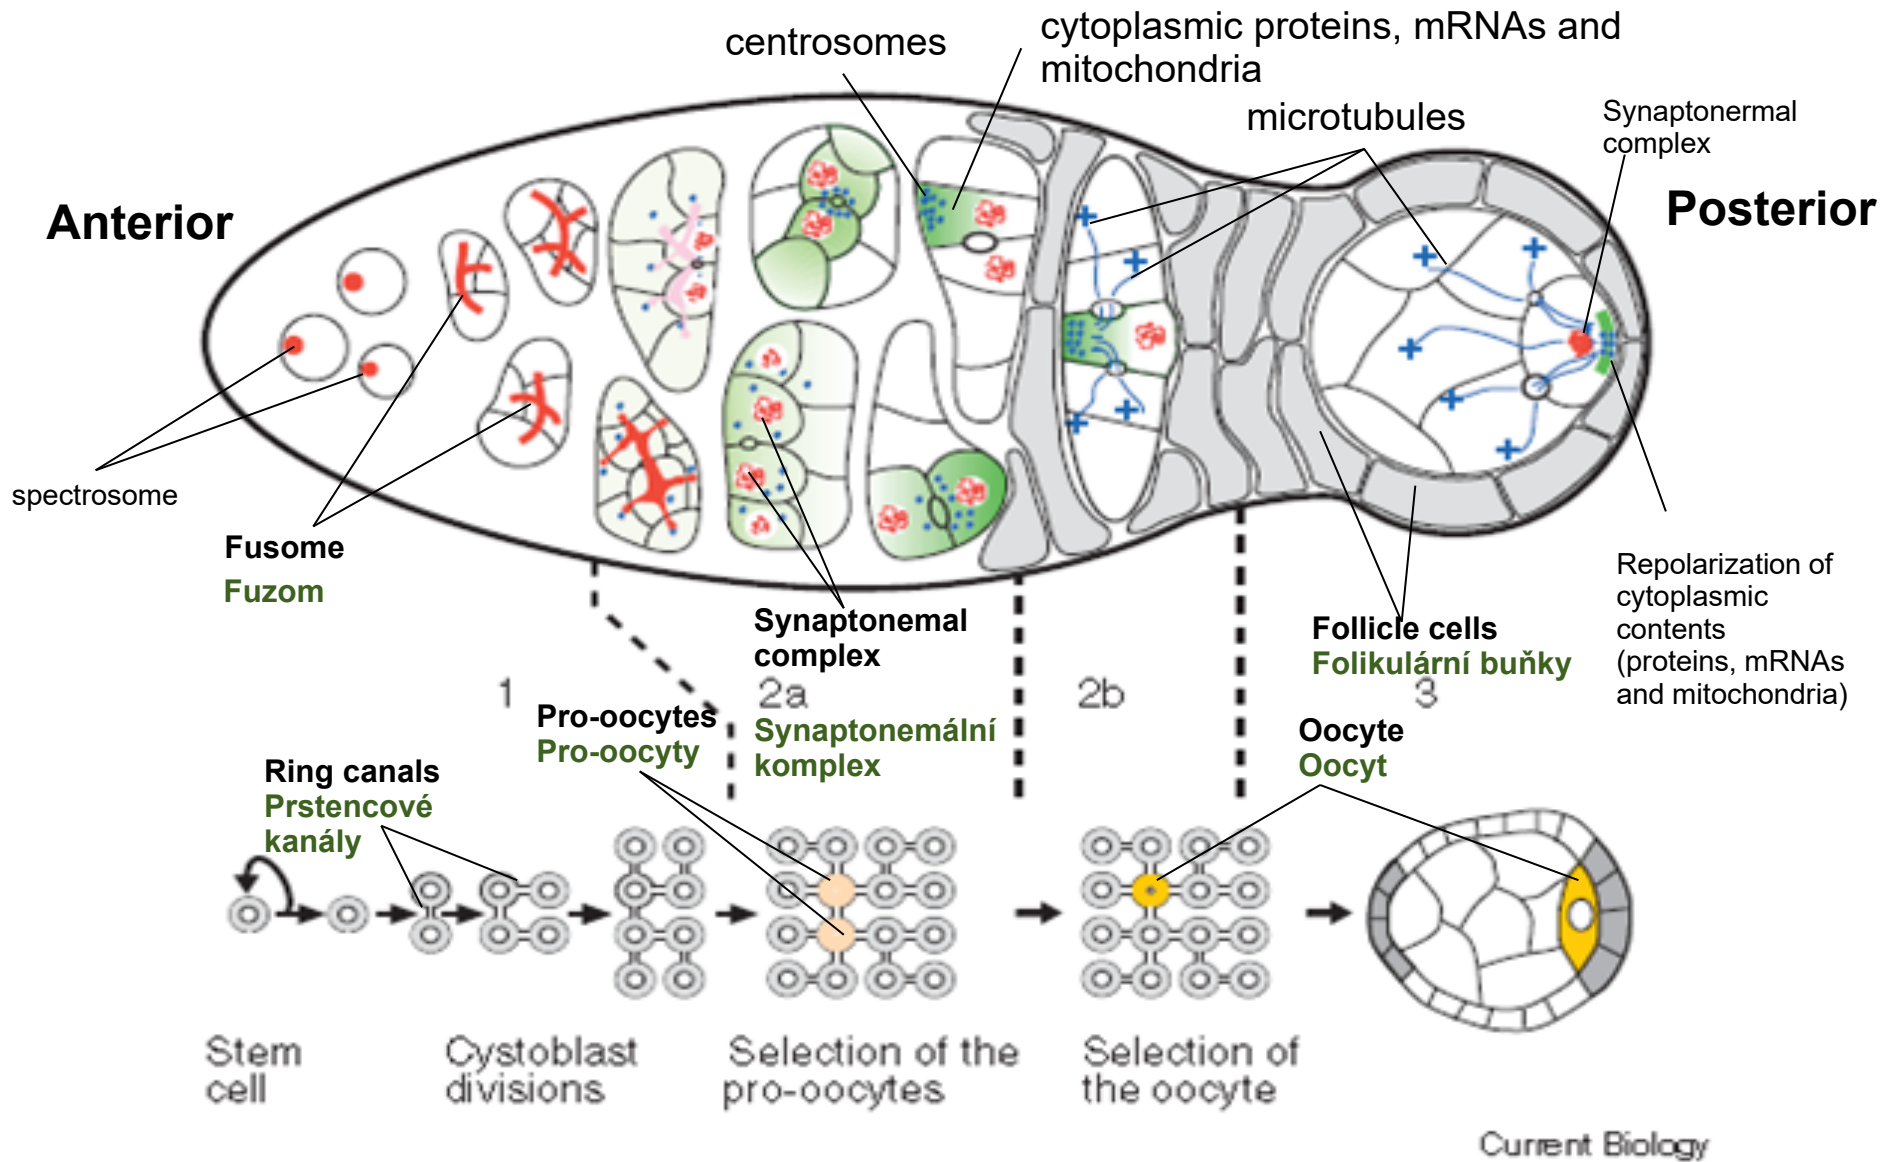 centrosomes
cytoplasmic proteins, mRNAs and
mitochondria
microtubules
Synaptonermal
complex
Anterior
Posterior
spectrosome
Fusome
Fuzom
Synaptonemal
complex
Follicle cells
Folikulární buňky
Repolarization of
cytoplasmic
contents
(proteins, mRNAs
and mitochondria)
1
2a
2b
3
Pro-oocytes
Pro-oocyty
Synaptonemální
komplex
Oocyte
Oocyt
Ring canals
Prstencové
kanály
Stem
cell
Cystoblast
divisions
Selection of the
pro-oocytes
Selection of
the oocyte
Current Biology